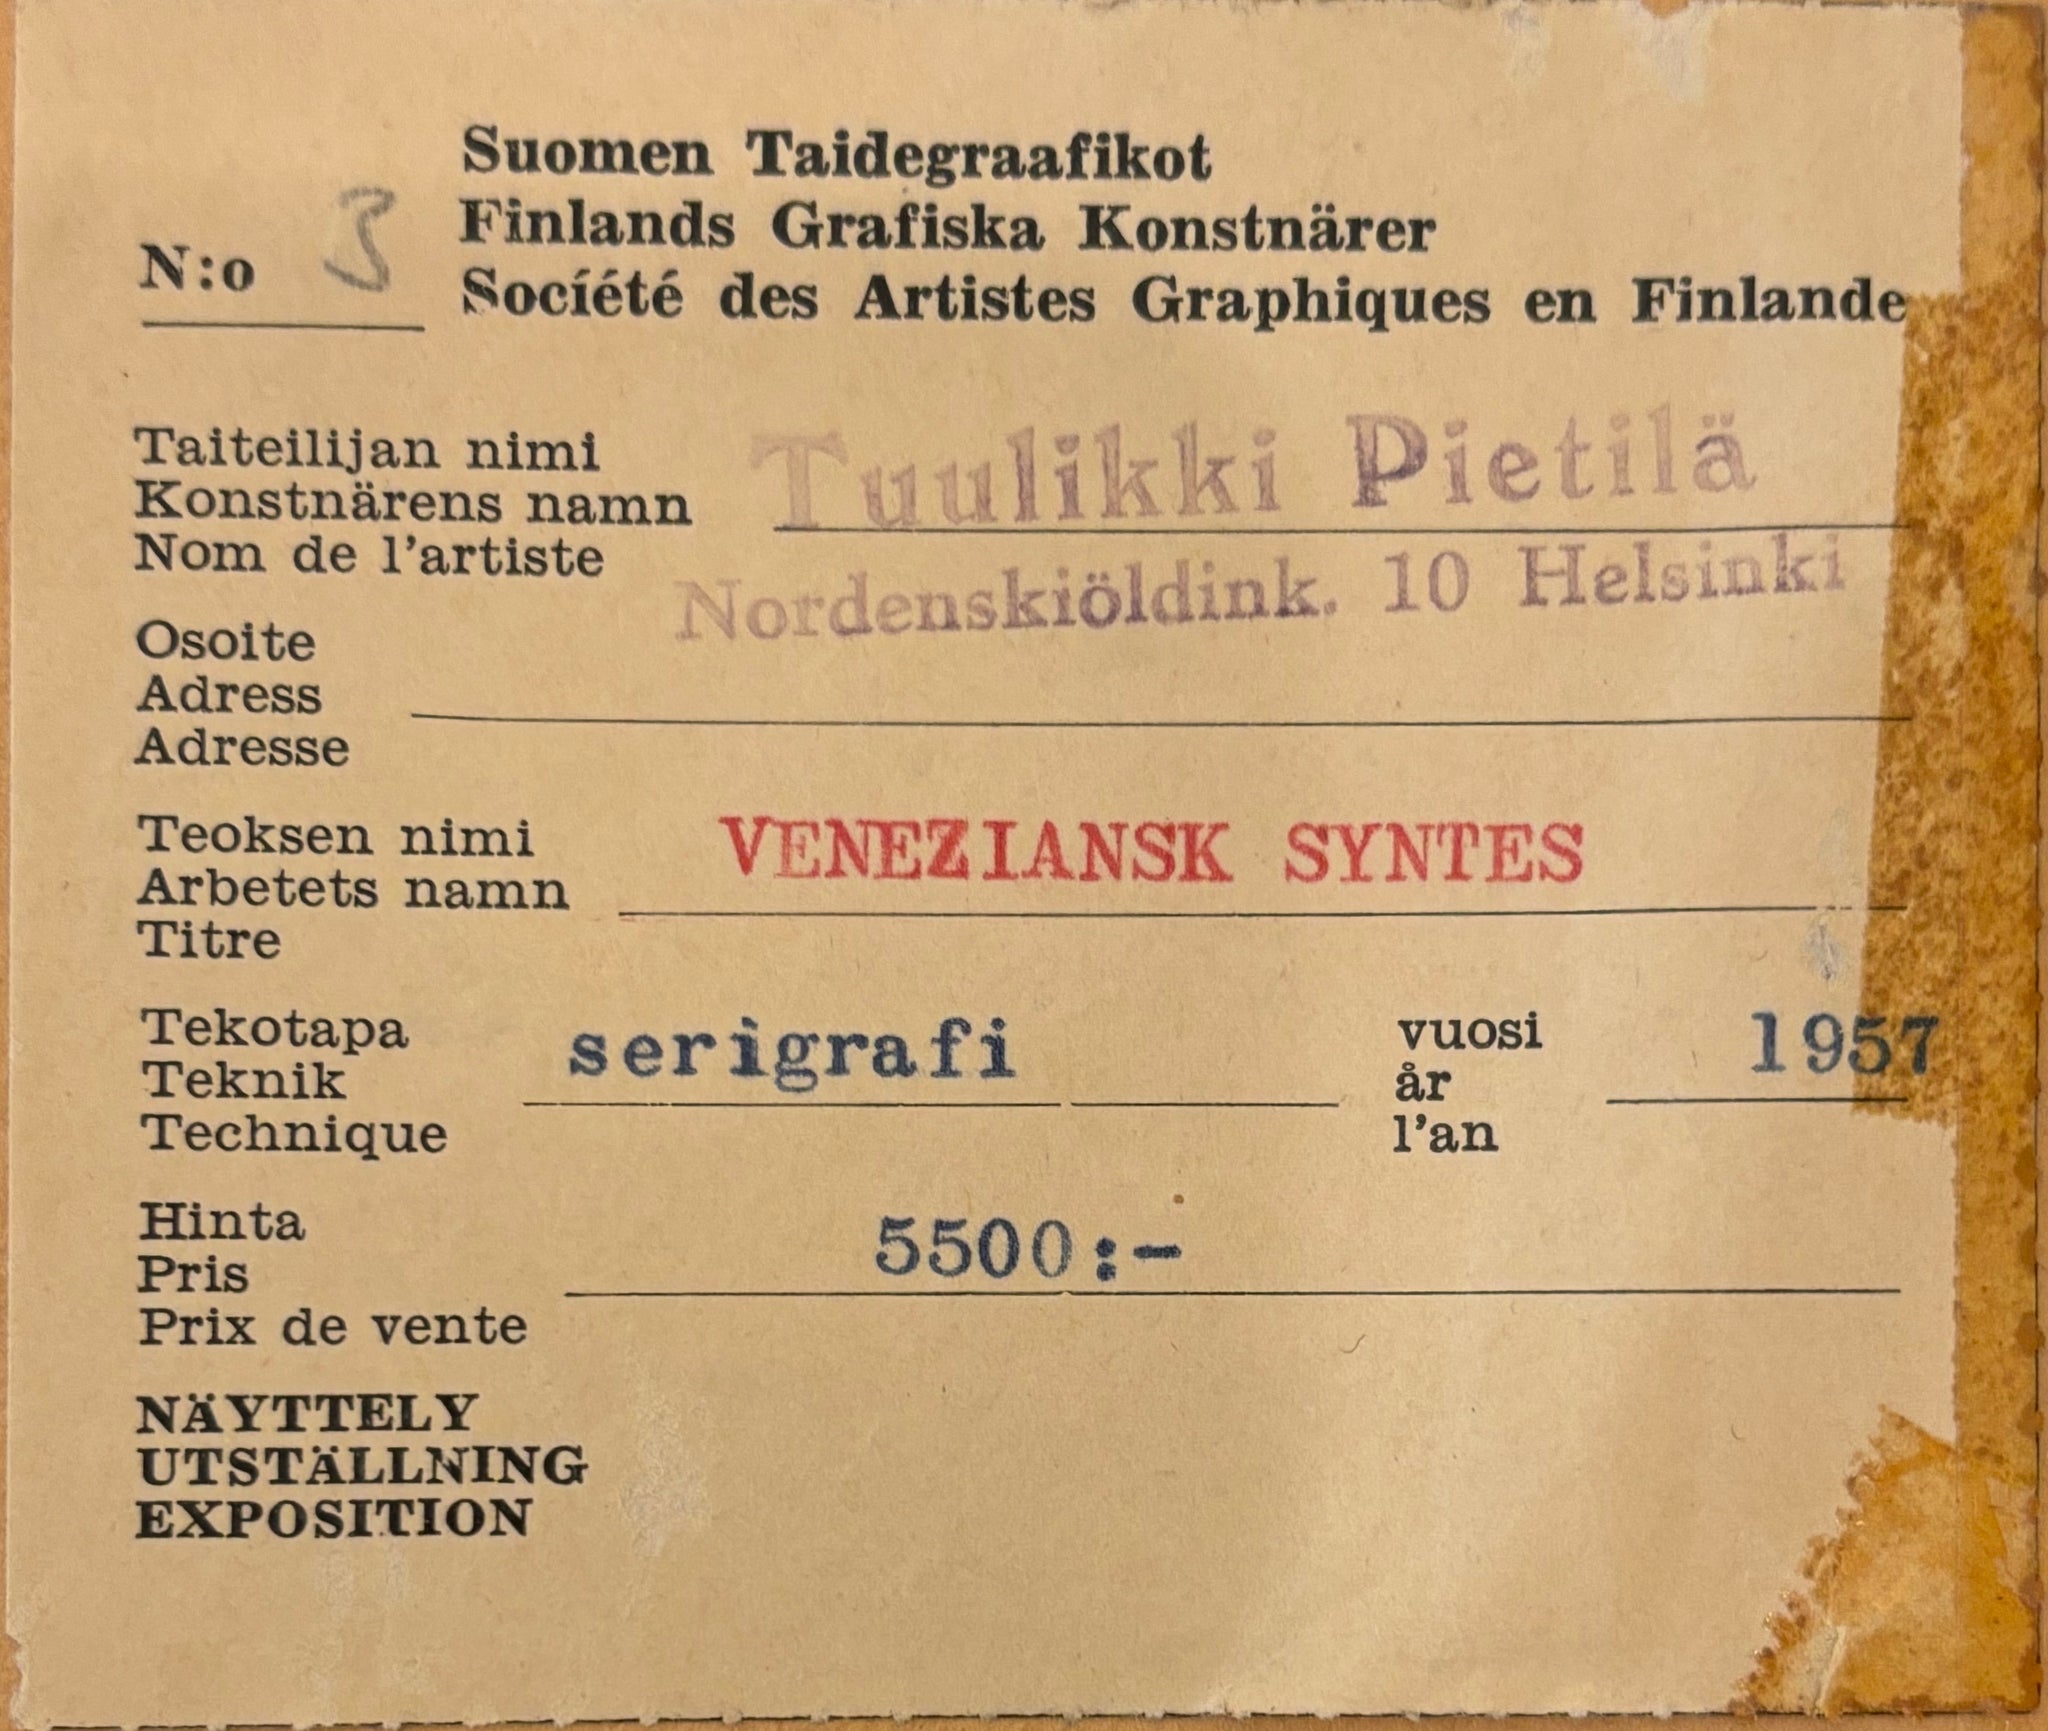 Suomen Taidegraafikot
Finlands Grafiska Konstnärer
N:o 3
Société des Artistes Graphiques en Finlande
Taiteilijan nimi
Konstnärens namn
Nom de l'artiste
Tuulikki Pietilä
Nordenskiöldink. 10 Helsinki
Osoite
Adress
Adresse
Teoksen nimi
Arbetets namn
Titre
VENEZIANSK SYNTES
Tekotapa
Teknik
Technique
serigrafi
vuosi
år
l'an
1957
Hinta
Pris
Prix de vente
5500:-
NÄYTTELY
UTSTÄLLNING
EXPOSITION